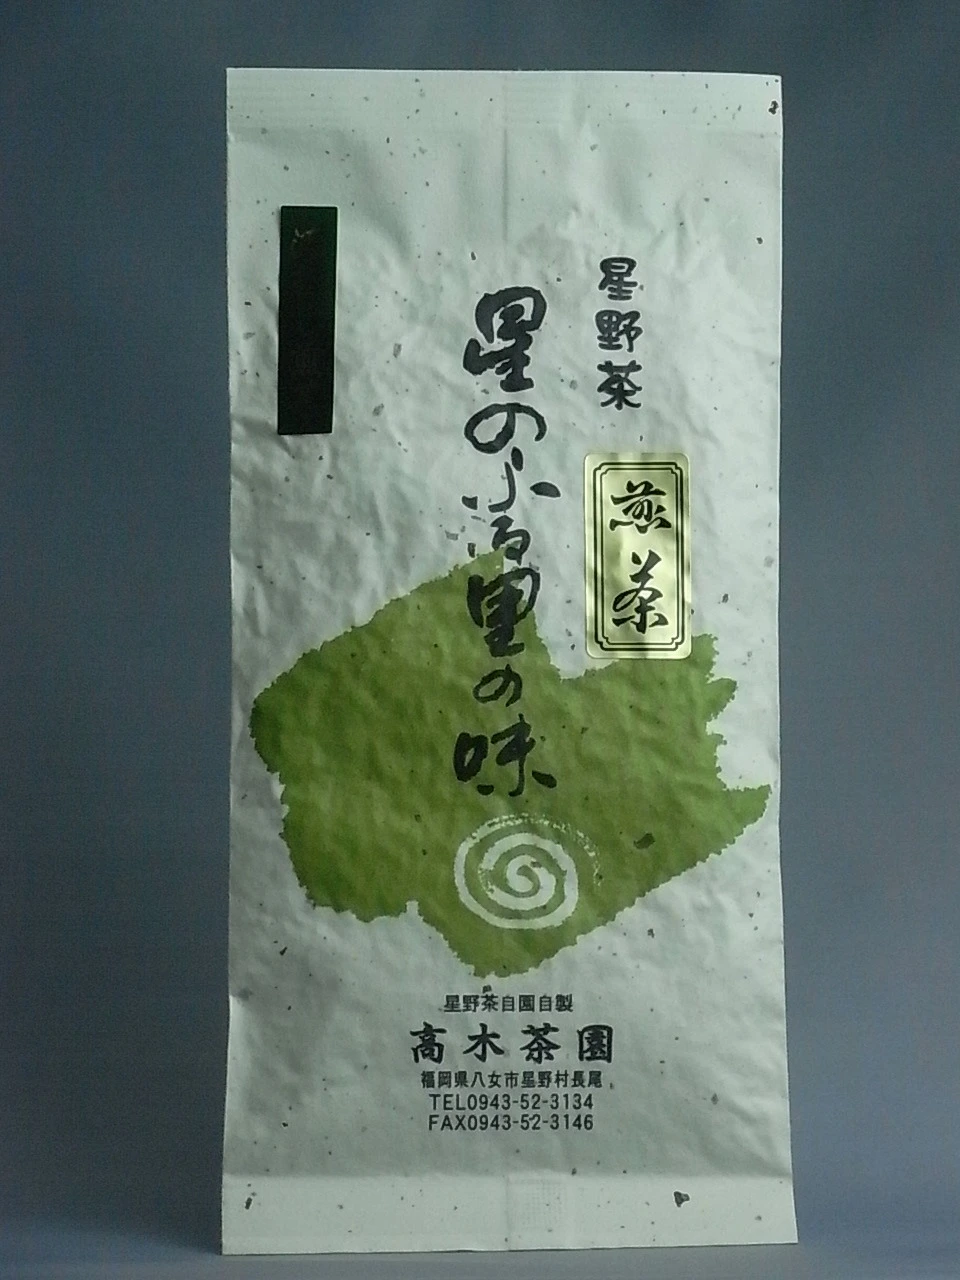 星野茶
煎茶
星のふる里の味
星野茶自園自製
高木茶園
福岡県八女市星野村長尾
TEL0943-52-3134
FAX0943-52-3146